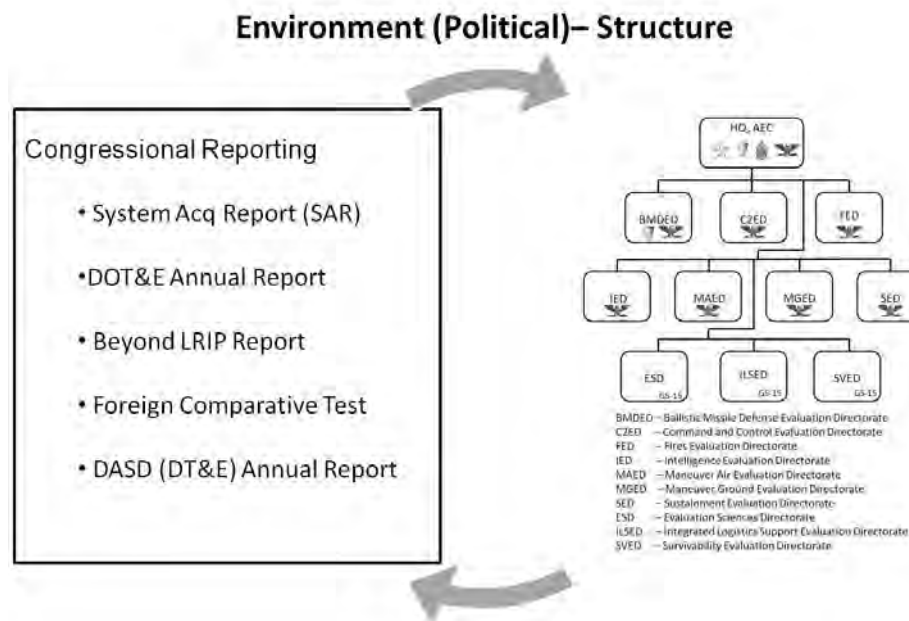 Environment (Political)– Structure
Congressional Reporting
• System Acq Report (SAR)
•DOT&E Annual Report
• Beyond LRIP Report
• Foreign Comparative Test
• DASD (DT&E) Annual Report
HQ, AEC
BMDED
C2ED
FED
IED
MAED
MGED
SED
ESD
GS-15
ILSED
GS-15
SVED
GS-15
BMDED – Ballistic Missile Defense Evaluation Directorate
C2ED – Command and Control Evaluation Directorate
FED – Fires Evaluation Directorate
IED – Intelligence Evaluation Directorate
MAED – Maneuver Air Evaluation Directorate
MGED – Maneuver Ground Evaluation Directorate
SED – Sustainment Evaluation Directorate
ESD – Evaluation Sciences Directorate
ILSED – Integrated Logistics Support Evaluation Directorate
SVED – Survivability Evaluation Directorate